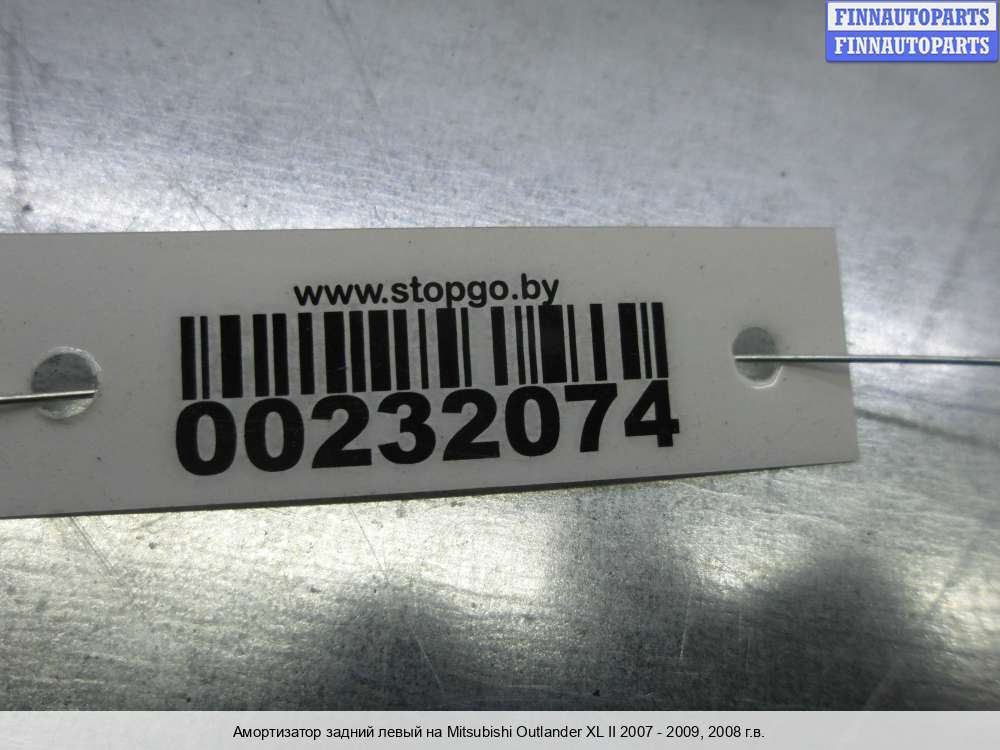 FINNAUTOPARTS
FINNAUTOPARTS
www.stopgo.by
00232074
Амортизатор задний левый на Mitsubishi Outlander XL II 2007 - 2009, 2008 г.в.